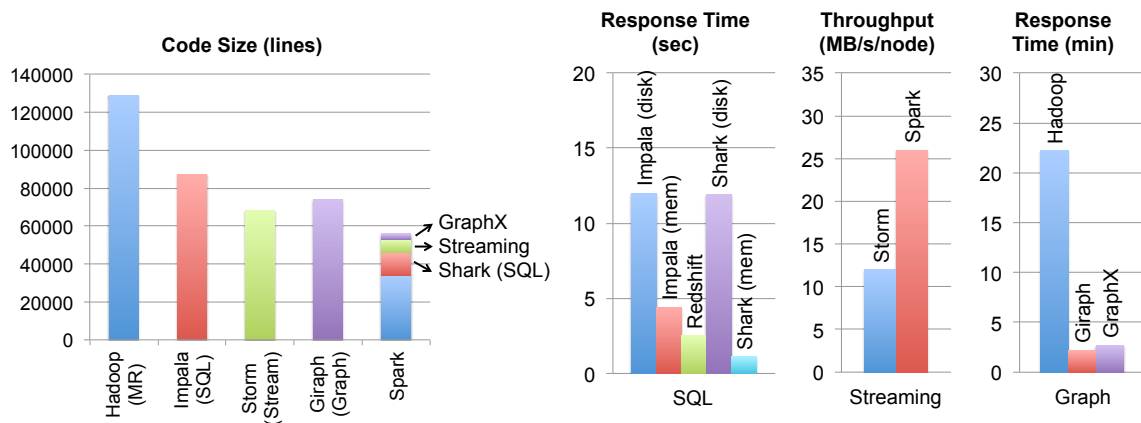 Code Size (lines)
140000
120000
100000
80000
60000
40000
20000
0
GraphX
Streaming
Shark (SQL)
Hadoop
(MR)
Impala
(SQL)
Storm
(Stream)
Giraph
(Graph)
Spark
Response Time
(sec)
20
15
10
5
0
Impala (disk)
Impala (mem)
Redshift
Shark (disk)
Shark (mem)
SQL
Throughput
(MB/s/node)
35
30
25
20
15
10
5
0
Storm
Spark
Streaming
Response
Time (min)
30
25
20
15
10
5
0
Hadoop
Giraph
GraphX
Graph